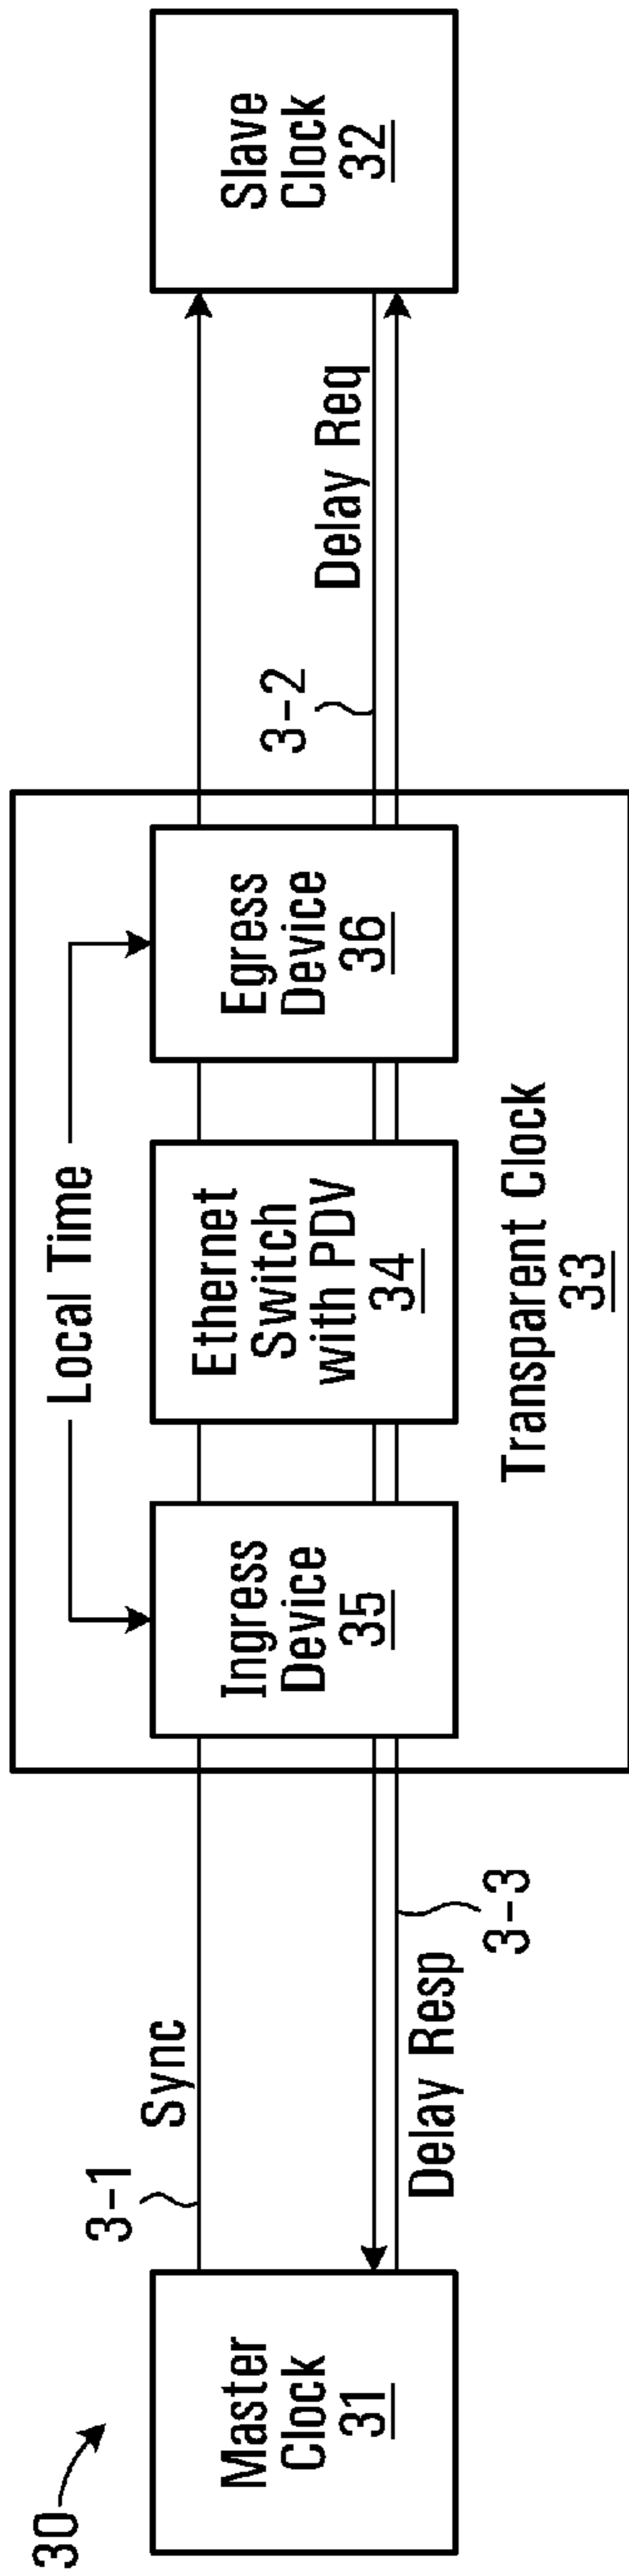 30
Master
Clock
31
3-1
Sync
Delay Resp
3-3
Local Time
Ingress
Device
35
Ethernet
Switch
with PDV
34
Egress
Device
36
Transparent Clock
33
3-2
Delay Req
Slave
Clock
32